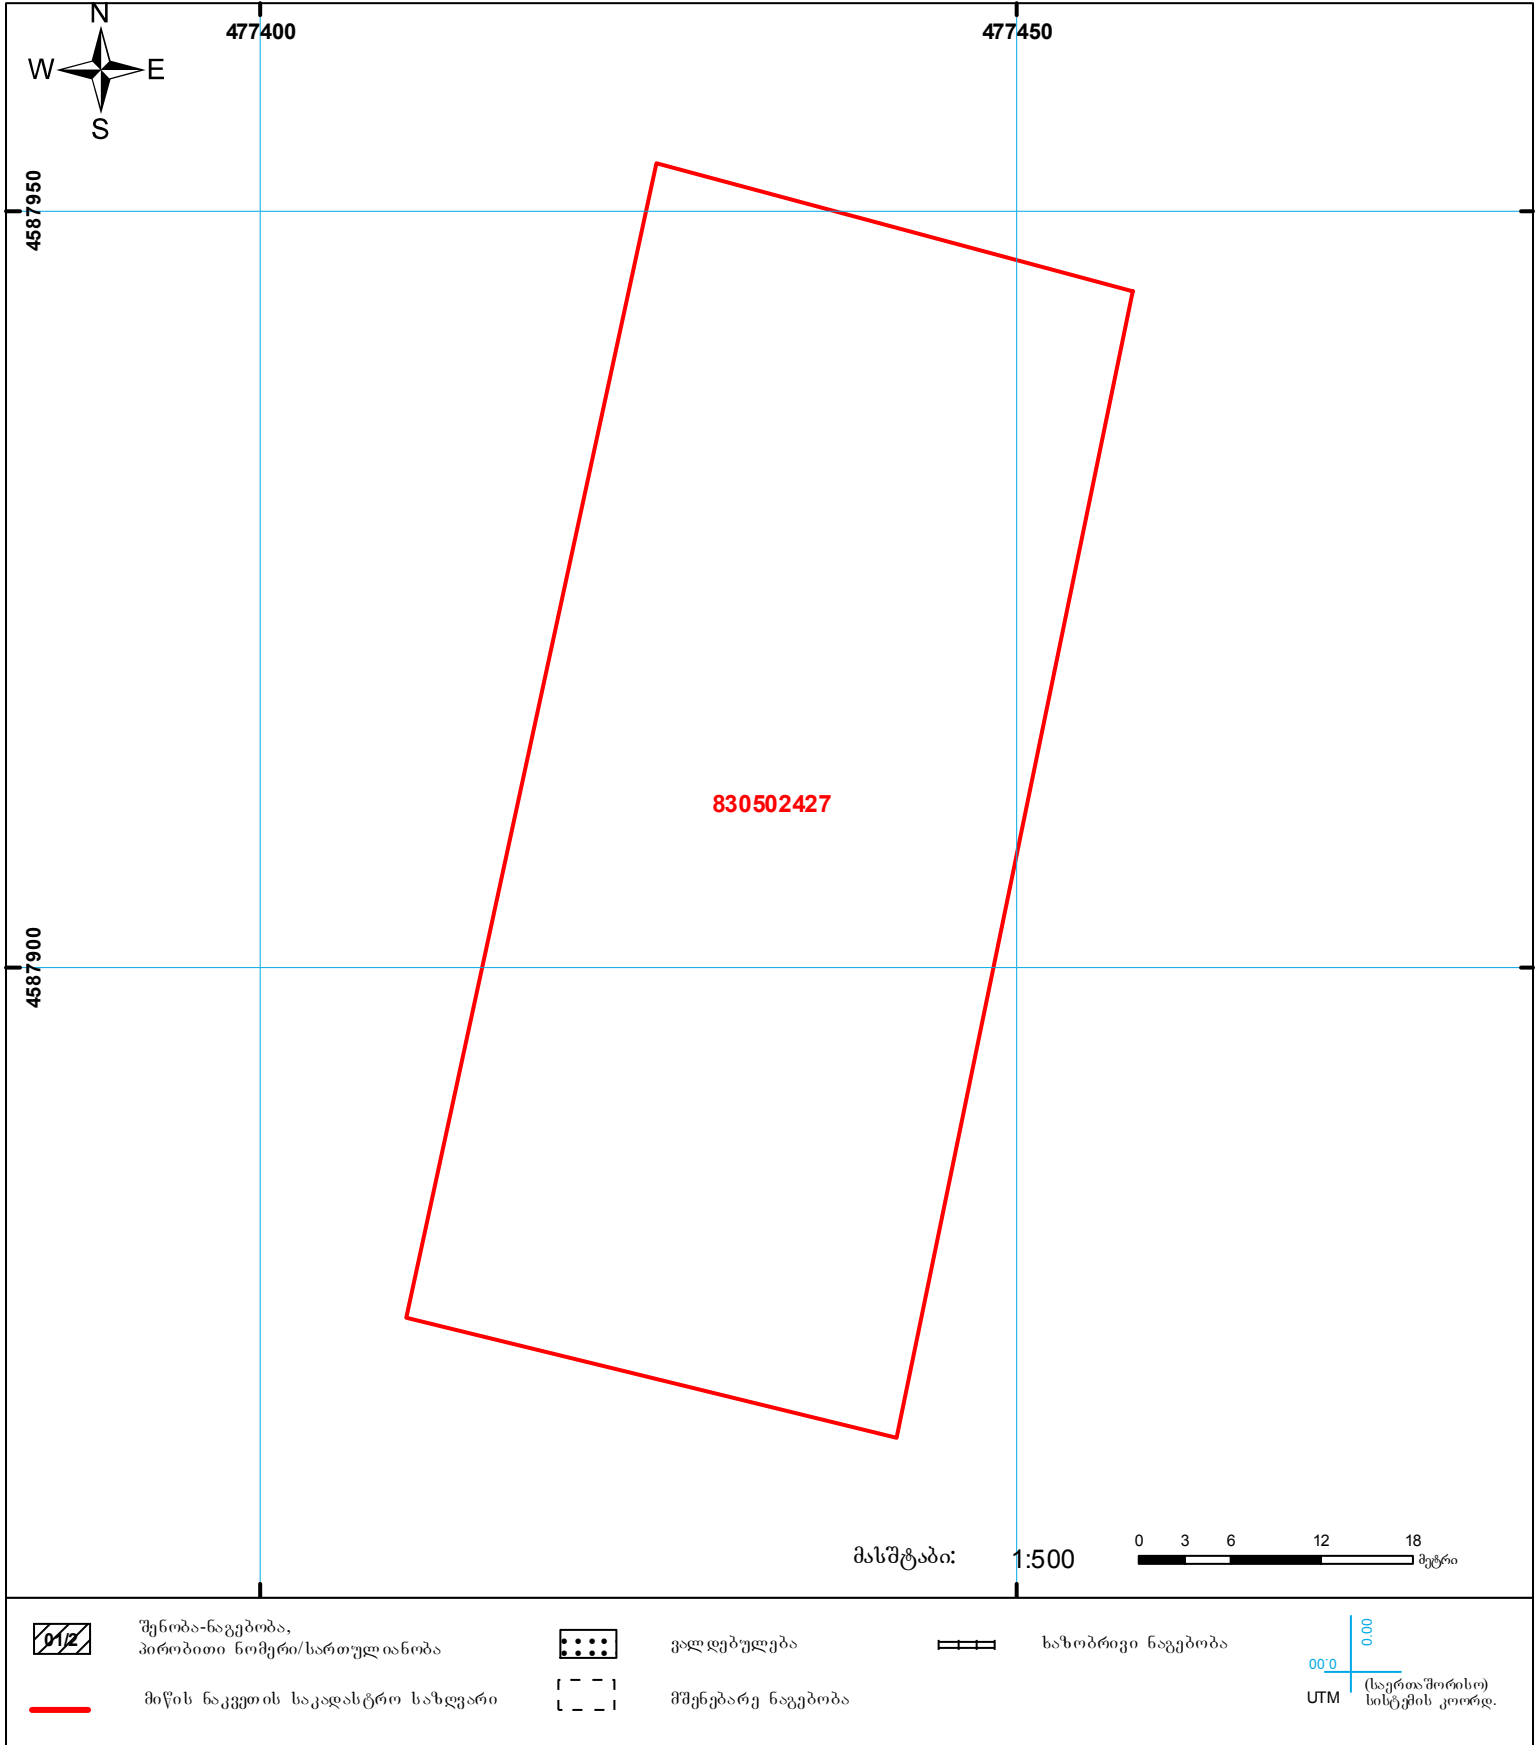 N
477400
477450
W
E
S
4587950
830502427
4587900
მასშტაბი:
1:500
0 3 6 12 18
მეტრი
01/2
შენობა-ნაგებობა,
პირობითი ნომერი/სართულიანობა
ვალდებულება
ხაზობრივი ნაგებობა
მიწის ნაკვეთის საკადასტრო საზღვარი
მშენებარე ნაგებობა
00.0
00.0
UTM
(საერთაშორისო)
სისტემის კოორდ.